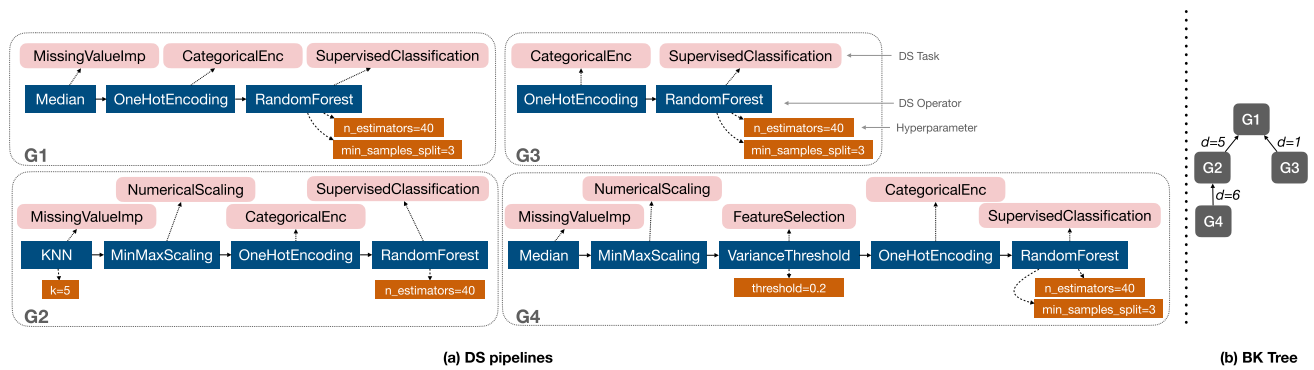 MissingValueImp
CategoricalEnc
SupervisedClassification
Median
OneHotEncoding
RandomForest
n_estimators=40
min_samples_split=3
G1
CategoricalEnc
SupervisedClassification
DS Task
OneHotEncoding
RandomForest
DS Operator
n_estimators=40
Hyperparameter
min_samples_split=3
G3
NumericalScaling
SupervisedClassification
MissingValueImp
CategoricalEnc
KNN
MinMaxScaling
OneHotEncoding
RandomForest
k=5
n_estimators=40
G2
NumericalScaling
CategoricalEnc
MissingValueImp
FeatureSelection
SupervisedClassification
Median
MinMaxScaling
VarianceThreshold
OneHotEncoding
RandomForest
threshold=0.2
n_estimators=40
min_samples_split=3
G4
(a) DS pipelines
G1
d=5
d=1
G2
G3
d=6
G4
(b) BK Tree